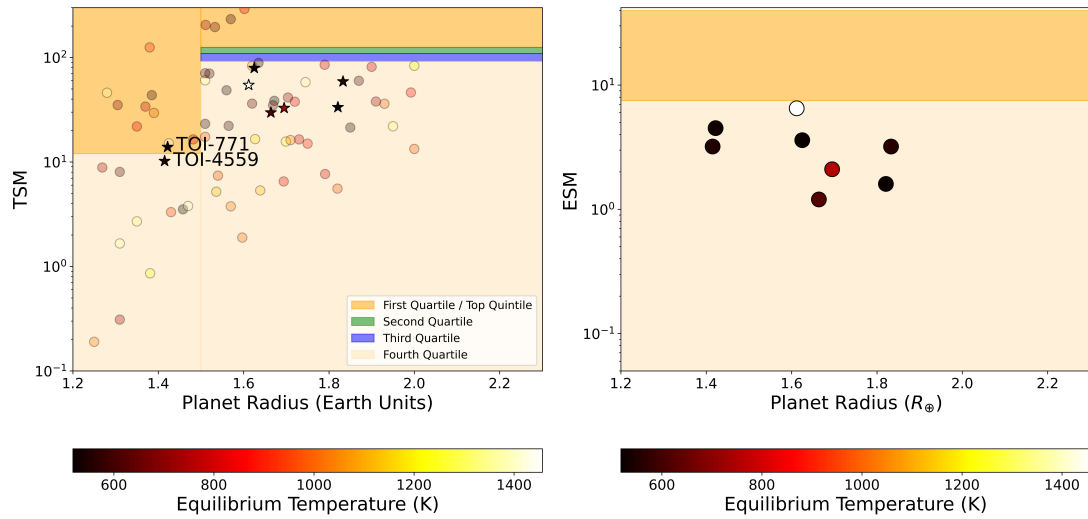 TSM
10²
10¹
10⁰
10⁻¹
TOI-771
TOI-4559
First Quartile / Top Quintile
Second Quartile
Third Quartile
Fourth Quartile
1.2 1.4 1.6 1.8 2.0 2.2
Planet Radius (Earth Units)
600 800 1000 1200 1400
Equilibrium Temperature (K)
ESM
10¹
10⁰
10⁻¹
1.2 1.4 1.6 1.8 2.0 2.2
Planet Radius (R⊕)
600 800 1000 1200 1400
Equilibrium Temperature (K)